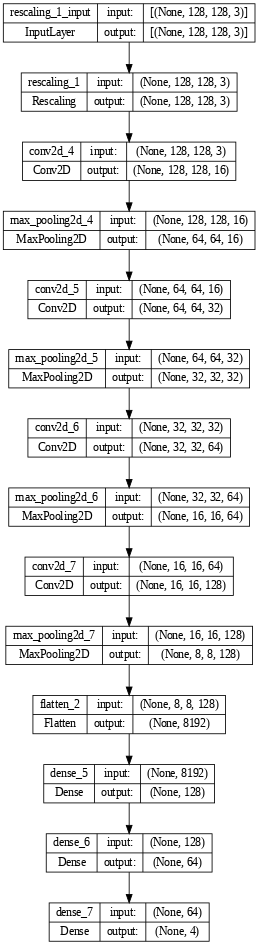 rescaling_1_input input: [(None, 128, 128, 3)]
InputLayer output: [(None, 128, 128, 3)]
rescaling_1 input: (None, 128, 128, 3)
Rescaling output: (None, 128, 128, 3)
conv2d_4 input: (None, 128, 128, 3)
Conv2D output: (None, 128, 128, 16)
max_pooling2d_4 input: (None, 128, 128, 16)
MaxPooling2D output: (None, 64, 64, 16)
conv2d_5 input: (None, 64, 64, 16)
Conv2D output: (None, 64, 64, 32)
max_pooling2d_5 input: (None, 64, 64, 32)
MaxPooling2D output: (None, 32, 32, 32)
conv2d_6 input: (None, 32, 32, 32)
Conv2D output: (None, 32, 32, 64)
max_pooling2d_6 input: (None, 32, 32, 64)
MaxPooling2D output: (None, 16, 16, 64)
conv2d_7 input: (None, 16, 16, 64)
Conv2D output: (None, 16, 16, 128)
max_pooling2d_7 input: (None, 16, 16, 128)
MaxPooling2D output: (None, 8, 8, 128)
flatten_2 input: (None, 8, 8, 128)
Flatten output: (None, 8192)
dense_5 input: (None, 8192)
Dense output: (None, 128)
dense_6 input: (None, 128)
Dense output: (None, 64)
dense_7 input: (None, 64)
Dense output: (None, 4)